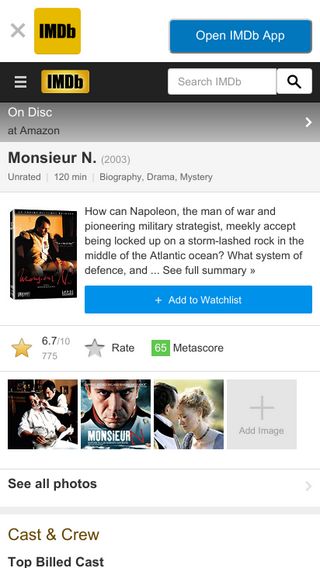 IMDb
Open IMDb App
IMDb
Search IMDb
On Disc
at Amazon
Monsieur N. (2003)
Unrated | 120 min | Biography, Drama, Mystery
How can Napoleon, the man of war and
pioneering military strategist, meekly accept
being locked up on a storm-lashed rock in the
middle of the Atlantic ocean? What system of
defence, and ... See full summary »
Monsieur N.
+ Add to Watchlist
6.7/10
775
Rate
65 Metascore
MONSIEUR N.
Add Image
See all photos
Cast & Crew
Top Billed Cast